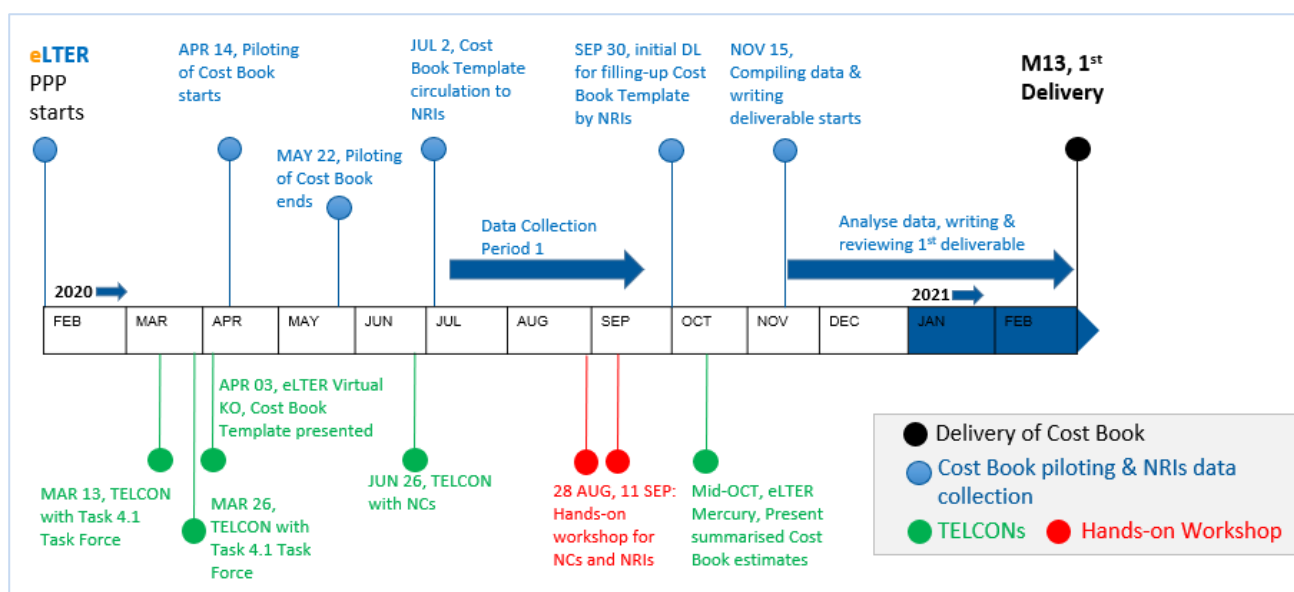 eLTER
PPP
starts
APR 14, Piloting
of Cost Book
starts
MAY 22, Piloting
of Cost Book
ends
JUL 2, Cost
Book Template
circulation to
NRIs
SEP 30, initial DL
for filling-up Cost
Book Template
by NRIs
NOV 15,
Compiling data &
writing
deliverable starts
M13, 1st
Delivery
Data Collection
Period 1
Analyse data, writing &
reviewing 1st deliverable
2020
2021
FEB MAR APR MAY JUN JUL AUG SEP OCT NOV DEC JAN FEB
MAR 13, TELCON
with Task 4.1
Task Force
MAR 26,
TELCON with
Task 4.1 Task
Force
APR 03, eLTER Virtual
KO, Cost Book
Template presented
JUN 26, TELCON
with NCs
28 AUG, 11 SEP:
Hands-on
workshop for
NCs and NRIs
Mid-OCT, eLTER
Mercury, Present
summarised Cost
Book estimates
Delivery of Cost Book
Cost Book piloting & NRIs data
collection
TELCONs Hands-on Workshop